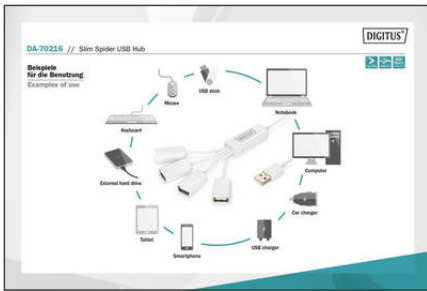 DIGITUS®
DA-70216 // Slim Spider USB Hub
Beispiele
für die Benutzung
Examples of use
USB stick
Mouse
Notebook
Keyboard
DIGITUS
Computer
External hard drive
Car charger
Tablet
USB charger
Smartphone